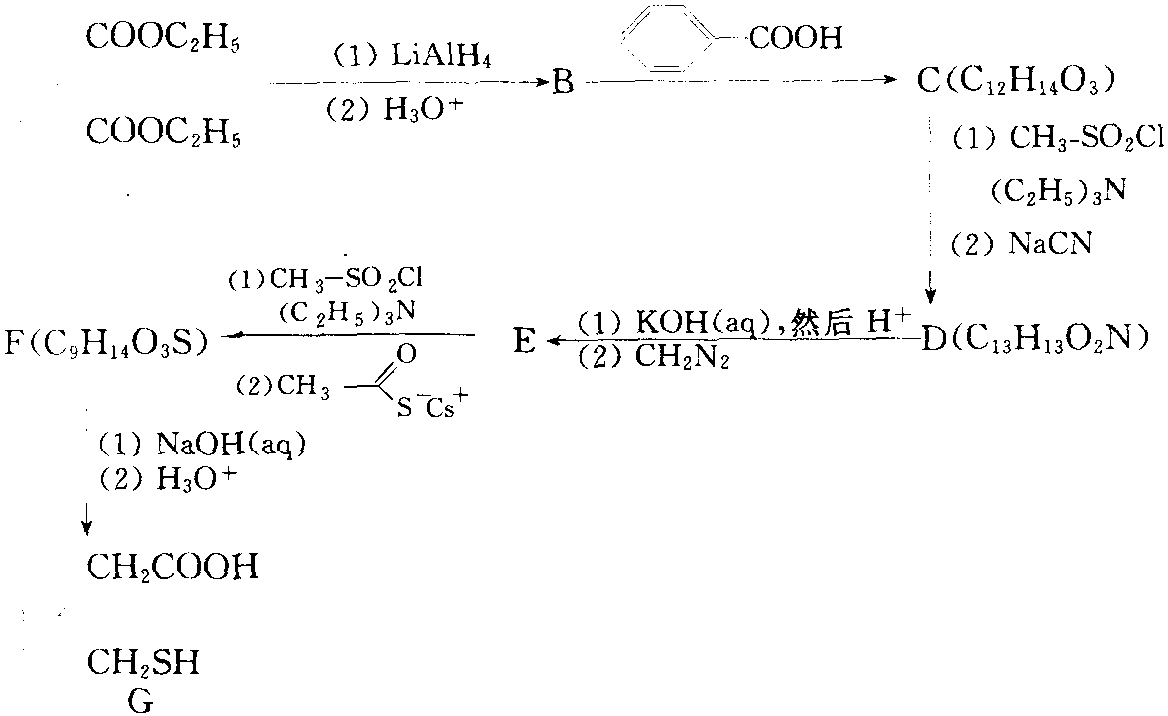 COOC₂H₅
COOC₂H₅
(1) LiAlH₄
(2) H₃O⁺
B
COOH
C(C₁₂H₁₄O₃)
(1) CH₃-SO₂Cl
(C₂H₅)₃N
(2) NaCN
D(C₁₃H₁₃O₂N)
(1) KOH(aq),然后 H⁺
(2) CH₂N₂
E
(1)CH₃-SO₂Cl
(C₂H₅)₃N
(2)CH₃
O
S⁻Cs⁺
F(C₉H₁₄O₃S)
(1) NaOH(aq)
(2) H₃O⁺
CH₂COOH
CH₂SH
G